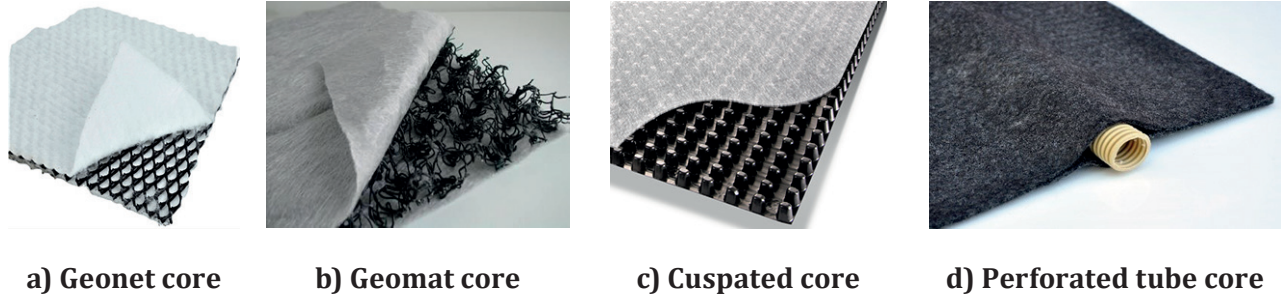 a) Geonet core
b) Geomat core
c) Cuspated core
d) Perforated tube core